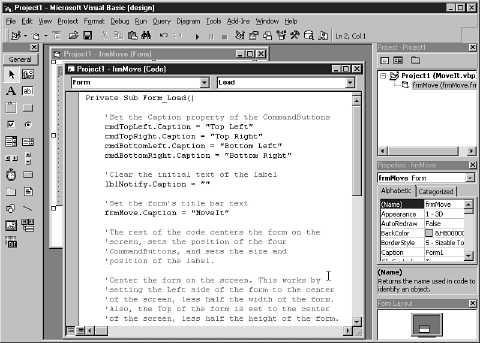 Project1 - Microsoft Visual Basic [design]
File Edit View Project Format Debug Run Query Diagram Tools Add-Ins Window Help
Ln 2, Col 1
General
Project1 - frmMove (Form)
Project1 - frmMove (Code)
Form
Load
Private Sub Form_Load()
'Set the Caption property of the CommandButtons
cmdTopLeft.Caption = "Top Left"
cmdTopRight.Caption = "Top Right"
cmdBottomLeft.Caption = "Bottom Left"
cmdBottomRight.Caption = "Bottom Right"
'Clear the initial text of the label
lblNotify.Caption = ""
'Set the form's title bar text
frmMove.Caption = "MoveIt"
'The rest of the code centers the form on the
'screen, sets the position of the four
'CommandButtons, and sets the size and
'position of the label.
'Center the form on the screen. This works by
'setting the Left side of the form to the center
'of the screen, less half the width of the form.
'Also, the Top of the form is set to the center
'of the screen, less half the height of the form.
Project - Project1
Project1 (MoveIt.vbp
frmMove (frmMove.frm
Properties - frmMove
frmMove Form
Alphabetic Categorized
(Name) frmMove
Appearance 1 - 3D
AutoRedraw False
BackColor &H800000
BorderStyle 5 - Sizable To
Caption Form1
(Name)
Returns the name used in code to
identify an object.
Form Layout